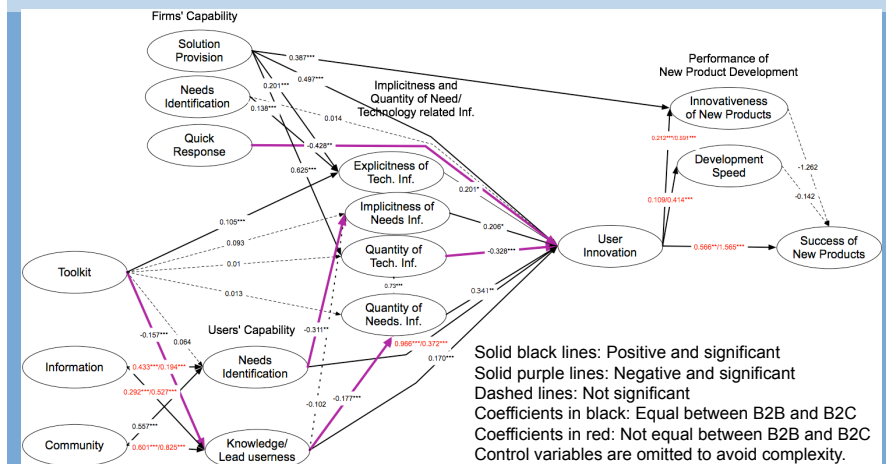 Firms' Capability
Solution
Provision
Needs
Identification
Quick
Response
0.387***
0.497***
0.201***
0.138***
0.014
-0.428**
0.625***
Implicitness and
Quantity of Need/
Technology related Inf.
Performance of
New Product Development
Innovativeness
of New Products
Development
Speed
Success of
New Products
0.212***/0.591***
0.109/0.414***
0.566**/1.565***
-1.262
-0.142
Explicitness of
Tech. Inf.
Implicitness of
Needs Inf.
Quantity of
Tech. Inf.
Quantity of
Needs. Inf.
0.201*
0.206*
-0.328***
0.73***
0.341**
0.966***/0.372***
0.170***
User
Innovation
Toolkit
0.105***
0.093
0.01
0.013
0.064
-0.157***
Users' Capability
Needs
Identification
Knowledge/
Lead userness
-0.311**
-0.102
-0.177***
Information
Community
0.433***/0.194***
0.292***/0.527***
0.557***
0.601***/0.825***
Solid black lines: Positive and significant
Solid purple lines: Negative and significant
Dashed lines: Not significant
Coefficients in black: Equal between B2B and B2C
Coefficients in red: Not equal between B2B and B2C
Control variables are omitted to avoid complexity.